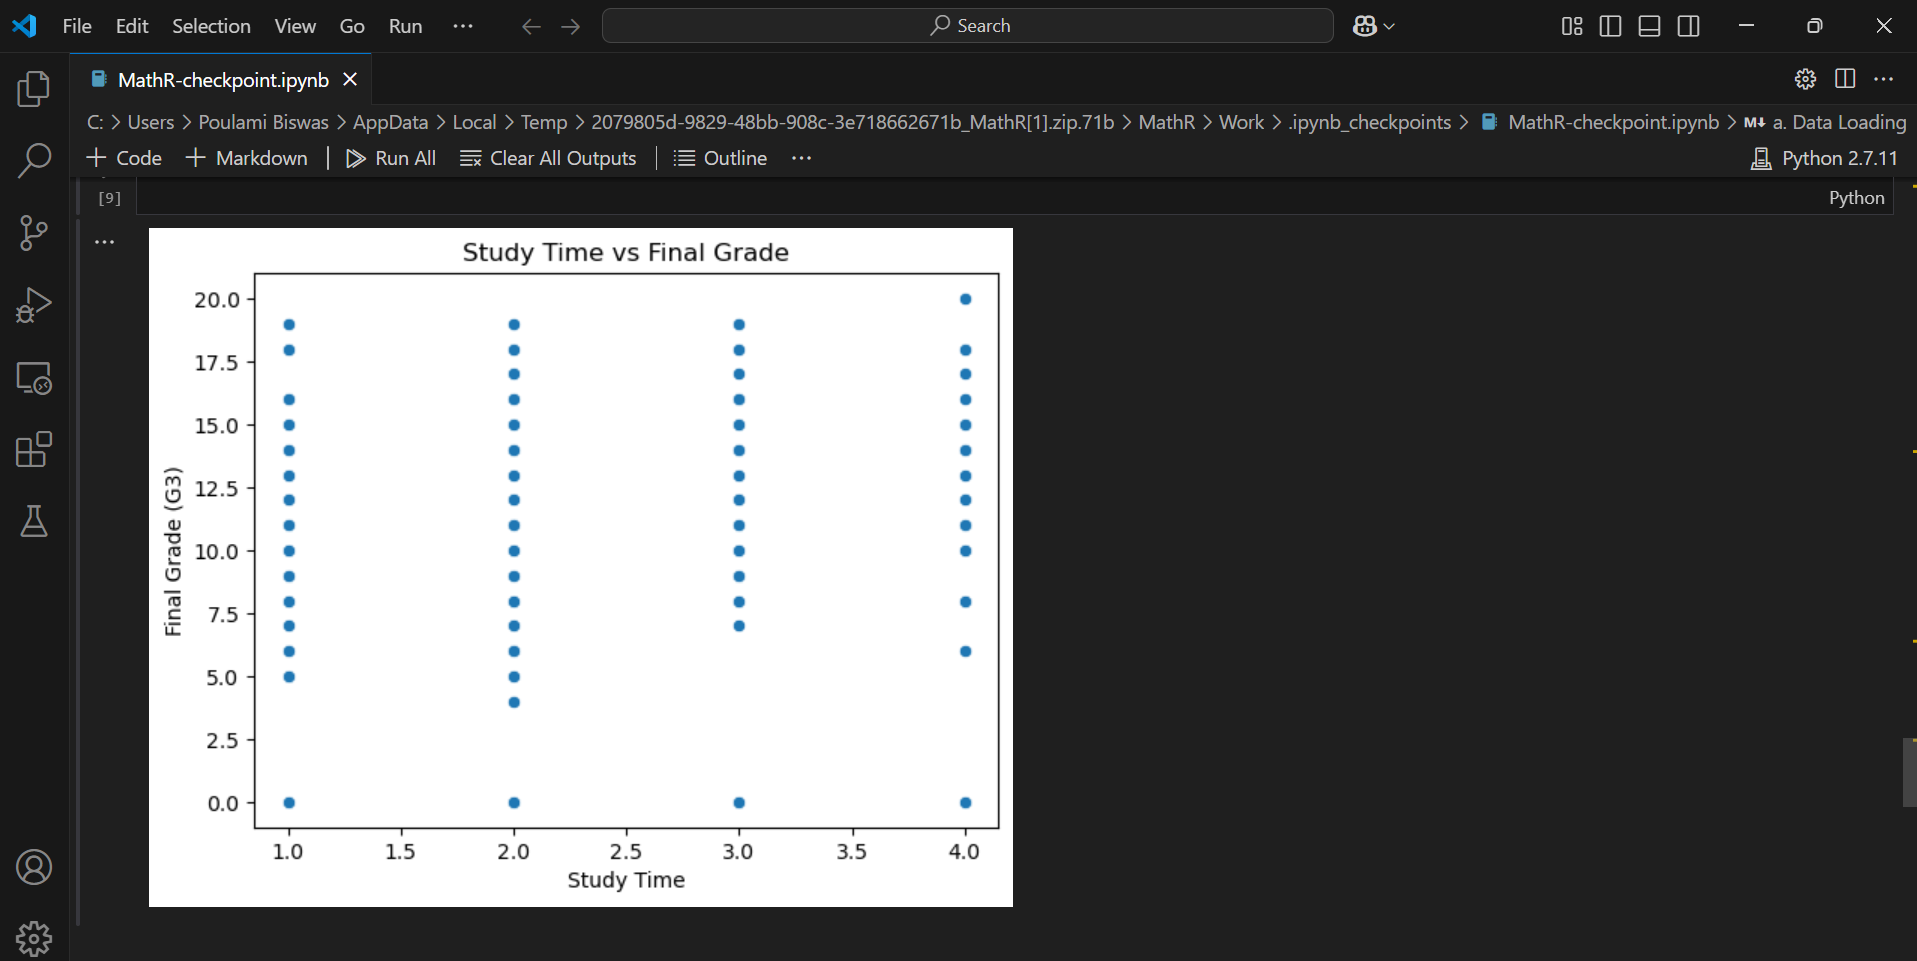 File Edit Selection View Go Run ··· Search
MathR-checkpoint.ipynb
C: > Users > Poulami Biswas > AppData > Local > Temp > 2079805d-9829-48bb-908c-3e718662671b_MathR[1].zip.71b > MathR > Work > .ipynb_checkpoints > MathR-checkpoint.ipynb > M↓ a. Data Loading
+ Code + Markdown | Run All Clear All Outputs | Outline ··· Python 2.7.11
[9] Python
···
Study Time vs Final Grade
20.0
17.5
15.0
12.5
10.0
7.5
5.0
2.5
0.0
Final Grade (G3)
1.0 1.5 2.0 2.5 3.0 3.5 4.0
Study Time